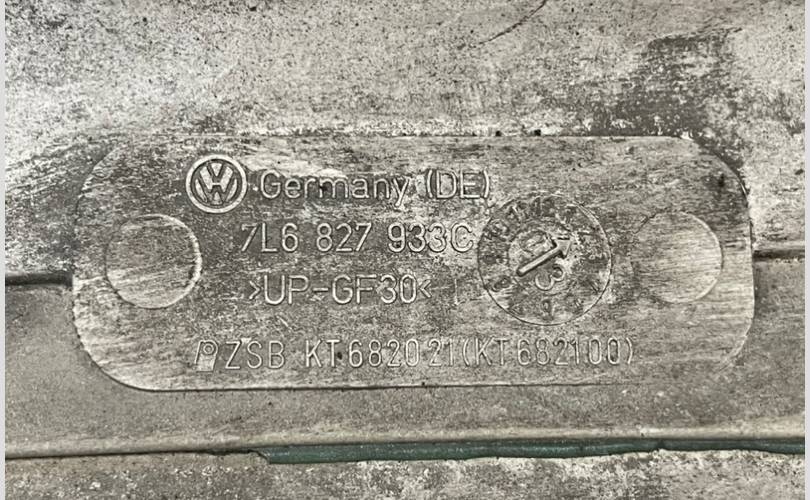 Germany (DE)
7L6 827 933C
>UP-GF30<
ZSB KT682021(KT682100)